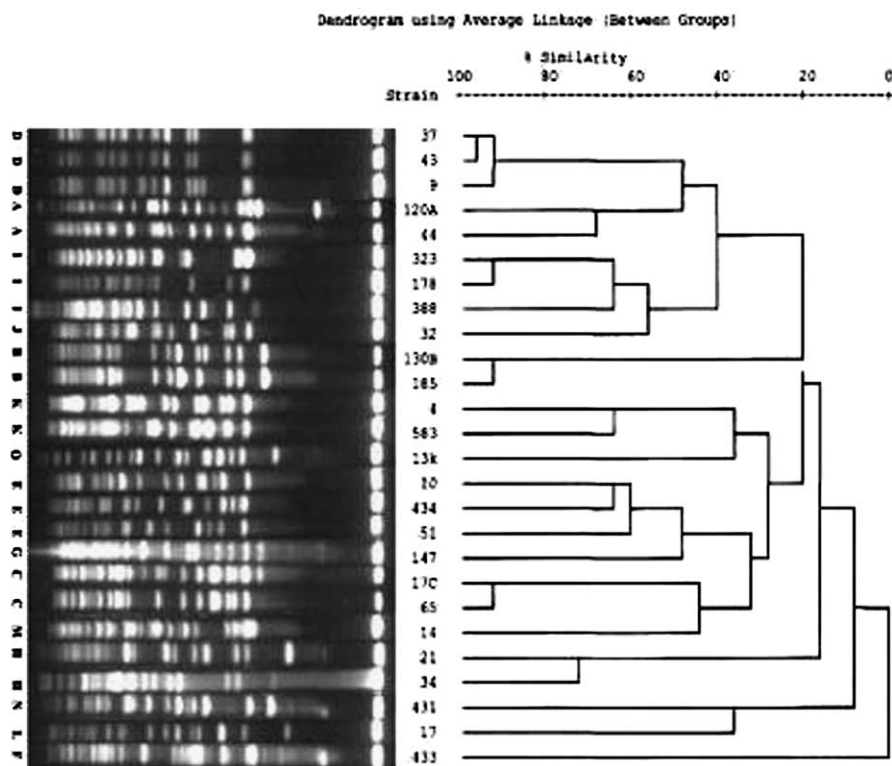 Dendrogram using Average Linkage (Between Groups)
% Similarity
100 80 60 40 20 0
Strain
D 37
D 43
D 9
A 120A
A 44
I 323
I 178
I 388
J 32
B 130B
B 185
K 4
K 583
O 13k
E 10
E 434
E 51
G 147
C 17C
C 65
M 14
H 21
H 34
N 431
L 17
F 433